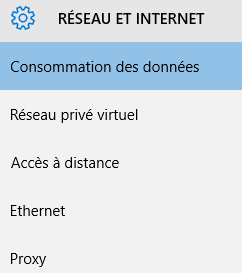 RÉSEAU ET INTERNET
Consommation des données
Réseau privé virtuel
Accès à distance
Ethernet
Proxy